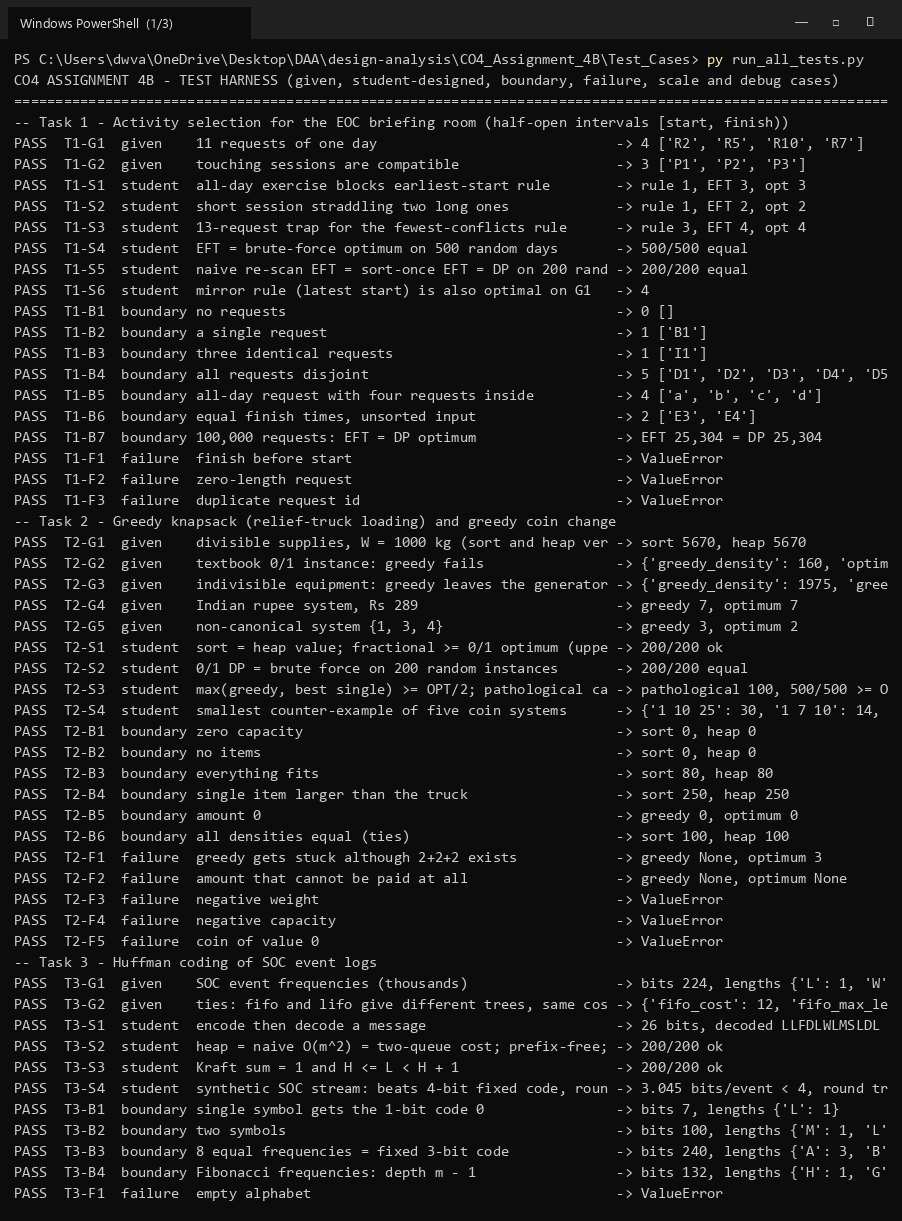 Windows PowerShell (1/3)
PS C:\Users\dwva\OneDrive\Desktop\DAA\design-analysis\CO4_Assignment_4B\Test_Cases> py run_all_tests.py
CO4 ASSIGNMENT 4B - TEST HARNESS (given, student-designed, boundary, failure, scale and debug cases)
==========================================================================================================
-- Task 1 - Activity selection for the EOC briefing room (half-open intervals [start, finish))
PASS  T1-G1  given    11 requests of one day                             -> 4 ['R2', 'R5', 'R10', 'R7']
PASS  T1-G2  given    touching sessions are compatible                   -> 3 ['P1', 'P2', 'P3']
PASS  T1-S1  student  all-day exercise blocks earliest-start rule        -> rule 1, EFT 3, opt 3
PASS  T1-S2  student  short session straddling two long ones             -> rule 1, EFT 2, opt 2
PASS  T1-S3  student  13-request trap for the fewest-conflicts rule      -> rule 3, EFT 4, opt 4
PASS  T1-S4  student  EFT = brute-force optimum on 500 random days       -> 500/500 equal
PASS  T1-S5  student  naive re-scan EFT = sort-once EFT = DP on 200 rand -> 200/200 equal
PASS  T1-S6  student  mirror rule (latest start) is also optimal on G1   -> 4
PASS  T1-B1  boundary no requests                                        -> 0 []
PASS  T1-B2  boundary a single request                                   -> 1 ['B1']
PASS  T1-B3  boundary three identical requests                           -> 1 ['I1']
PASS  T1-B4  boundary all requests disjoint                              -> 5 ['D1', 'D2', 'D3', 'D4', 'D5
PASS  T1-B5  boundary all-day request with four requests inside          -> 4 ['a', 'b', 'c', 'd']
PASS  T1-B6  boundary equal finish times, unsorted input                 -> 2 ['E3', 'E4']
PASS  T1-B7  boundary 100,000 requests: EFT = DP optimum                 -> EFT 25,304 = DP 25,304
PASS  T1-F1  failure  finish before start                                -> ValueError
PASS  T1-F2  failure  zero-length request                                -> ValueError
PASS  T1-F3  failure  duplicate request id                               -> ValueError
-- Task 2 - Greedy knapsack (relief-truck loading) and greedy coin change
PASS  T2-G1  given    divisible supplies, W = 1000 kg (sort and heap ver -> sort 5670, heap 5670
PASS  T2-G2  given    textbook 0/1 instance: greedy fails                -> {'greedy_density': 160, 'optim
PASS  T2-G3  given    indivisible equipment: greedy leaves the generator -> {'greedy_density': 1975, 'gree
PASS  T2-G4  given    Indian rupee system, Rs 289                        -> greedy 7, optimum 7
PASS  T2-G5  given    non-canonical system {1, 3, 4}                     -> greedy 3, optimum 2
PASS  T2-S1  student  sort = heap value; fractional >= 0/1 optimum (uppe -> 200/200 ok
PASS  T2-S2  student  0/1 DP = brute force on 200 random instances       -> 200/200 equal
PASS  T2-S3  student  max(greedy, best single) >= OPT/2; pathological ca -> pathological 100, 500/500 >= O
PASS  T2-S4  student  smallest counter-example of five coin systems      -> {'1 10 25': 30, '1 7 10': 14,
PASS  T2-B1  boundary zero capacity                                      -> sort 0, heap 0
PASS  T2-B2  boundary no items                                           -> sort 0, heap 0
PASS  T2-B3  boundary everything fits                                    -> sort 80, heap 80
PASS  T2-B4  boundary single item larger than the truck                  -> sort 250, heap 250
PASS  T2-B5  boundary amount 0                                           -> greedy 0, optimum 0
PASS  T2-B6  boundary all densities equal (ties)                         -> sort 100, heap 100
PASS  T2-F1  failure  greedy gets stuck although 2+2+2 exists            -> greedy None, optimum 3
PASS  T2-F2  failure  amount that cannot be paid at all                  -> greedy None, optimum None
PASS  T2-F3  failure  negative weight                                    -> ValueError
PASS  T2-F4  failure  negative capacity                                  -> ValueError
PASS  T2-F5  failure  coin of value 0                                    -> ValueError
-- Task 3 - Huffman coding of SOC event logs
PASS  T3-G1  given    SOC event frequencies (thousands)                  -> bits 224, lengths {'L': 1, 'W'
PASS  T3-G2  given    ties: fifo and lifo give different trees, same cos -> {'fifo_cost': 12, 'fifo_max_le
PASS  T3-S1  student  encode then decode a message                       -> 26 bits, decoded LLFDLWLMSLDL
PASS  T3-S2  student  heap = naive O(m^2) = two-queue cost; prefix-free; -> 200/200 ok
PASS  T3-S3  student  Kraft sum = 1 and H <= L < H + 1                   -> 200/200 ok
PASS  T3-S4  student  synthetic SOC stream: beats 4-bit fixed code, roun -> 3.045 bits/event < 4, round tr
PASS  T3-B1  boundary single symbol gets the 1-bit code 0                -> bits 7, lengths {'L': 1}
PASS  T3-B2  boundary two symbols                                        -> bits 100, lengths {'M': 1, 'L'
PASS  T3-B3  boundary 8 equal frequencies = fixed 3-bit code             -> bits 240, lengths {'A': 3, 'B'
PASS  T3-B4  boundary Fibonacci frequencies: depth m - 1                 -> bits 132, lengths {'H': 1, 'G'
PASS  T3-F1  failure  empty alphabet                                     -> ValueError